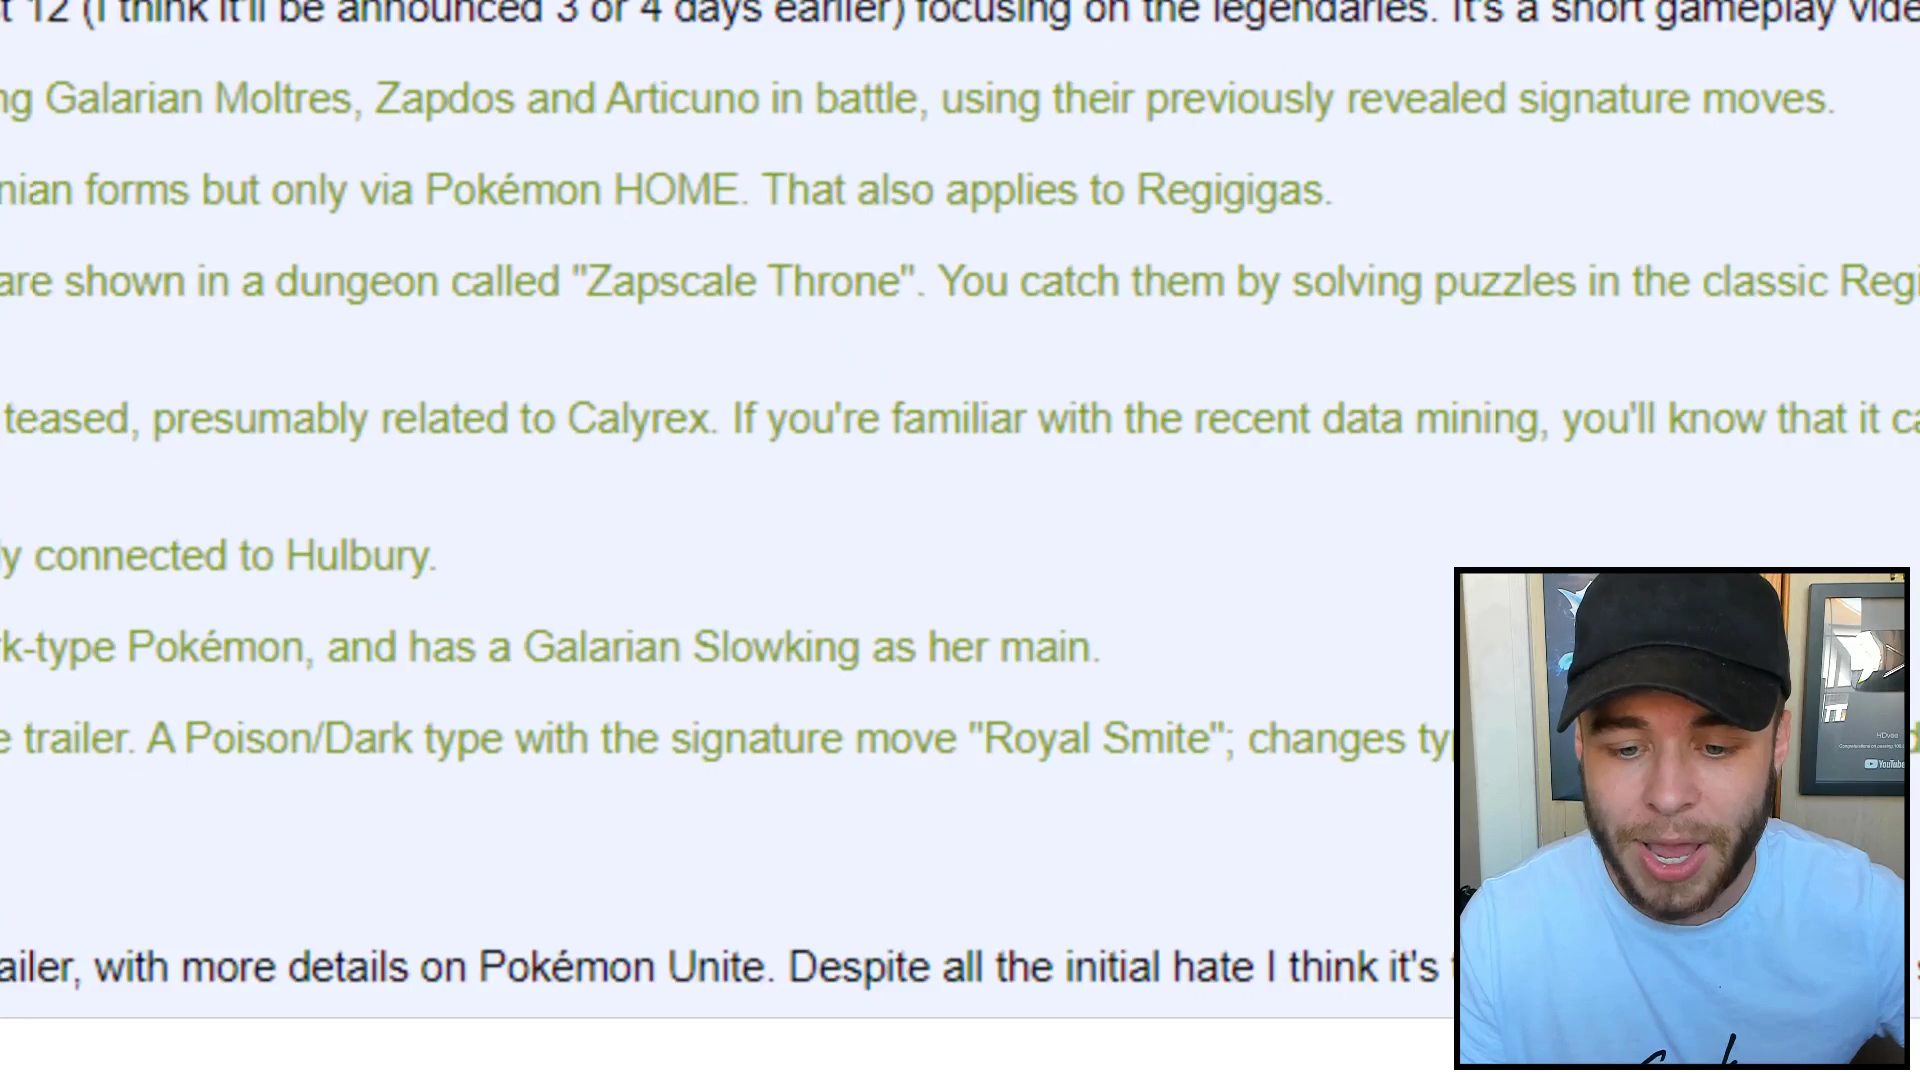 t 12 (I think it'll be announced 3 or 4 days earlier) focusing on the legendaries. It's a short gameplay vide
ng Galarian Moltres, Zapdos and Articuno in battle, using their previously revealed signature moves.
nian forms but only via Pokémon HOME. That also applies to Regigigas.
are shown in a dungeon called "Zapscale Throne". You catch them by solving puzzles in the classic Regi
teased, presumably related to Calyrex. If you're familiar with the recent data mining, you'll know that it ca
ly connected to Hulbury.
rk-type Pokémon, and has a Galarian Slowking as her main.
e trailer. A Poison/Dark type with the signature move "Royal Smite"; changes typ
ailer, with more details on Pokémon Unite. Despite all the initial hate I think it's
HDvee
YouTube